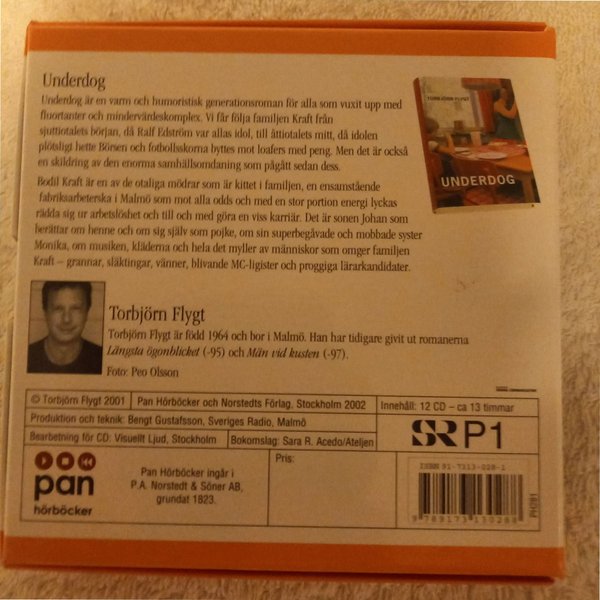 Underdog
Underdog är en varm och humoristisk generationsroman för alla som vuxit upp med
fluortanter och mindervärdeskomplex. Vi får följa familjen Kraft från
sjuttiotalets början, då Ralf Edström var allas idol, till åttiotalets mitt, då idolen
plötsligt hette Börsen och fotbollsskorna byttes mot loafers med peng. Men det är också
en skildring av den enorma samhällsomdaning som pågått sedan dess.
Bodil Kraft är en av de otaliga mödrar som är kittet i familjen, en ensamstående
fabriksarbeterska i Malmö som mot alla odds och med en stor portion energi lyckas
rädda sig ur arbetslöshet och till och med göra en viss karriär. Det är sonen Johan som
berättar om henne och om sig själv som pojke, om sin superbegåvade och mobbade syster
Monika, om musiken, kläderna och hela det myller av människor som omger familjen
Kraft – grannar, släktingar, vänner, blivande MC-ligister och proggiga lärarkandidater.
TORBJÖRN FLYGT
UNDERDOG
Torbjörn Flygt
Torbjörn Flygt är född 1964 och bor i Malmö. Han har tidigare givit ut romanerna
Längsta ögonblicket (-95) och Män vid kusten (-97).
Foto: Peo Olsson
© Torbjörn Flygt 2001
Pan Hörböcker och Norstedts Förlag, Stockholm 2002
Innehåll: 12 CD – ca 13 timmar
Produktion och teknik: Bengt Gustafsson, Sveriges Radio, Malmö
Bearbetning för CD: Visuellt Ljud, Stockholm
Bokomslag: Sara R. Acedo/Ateljen
SR P1
pan
hörböcker
Pan Hörböcker ingår i
P.A. Norstedt & Söner AB,
grundat 1823.
Pris:
ISBN 91-7313-028-1
9 789173 130288
PH281